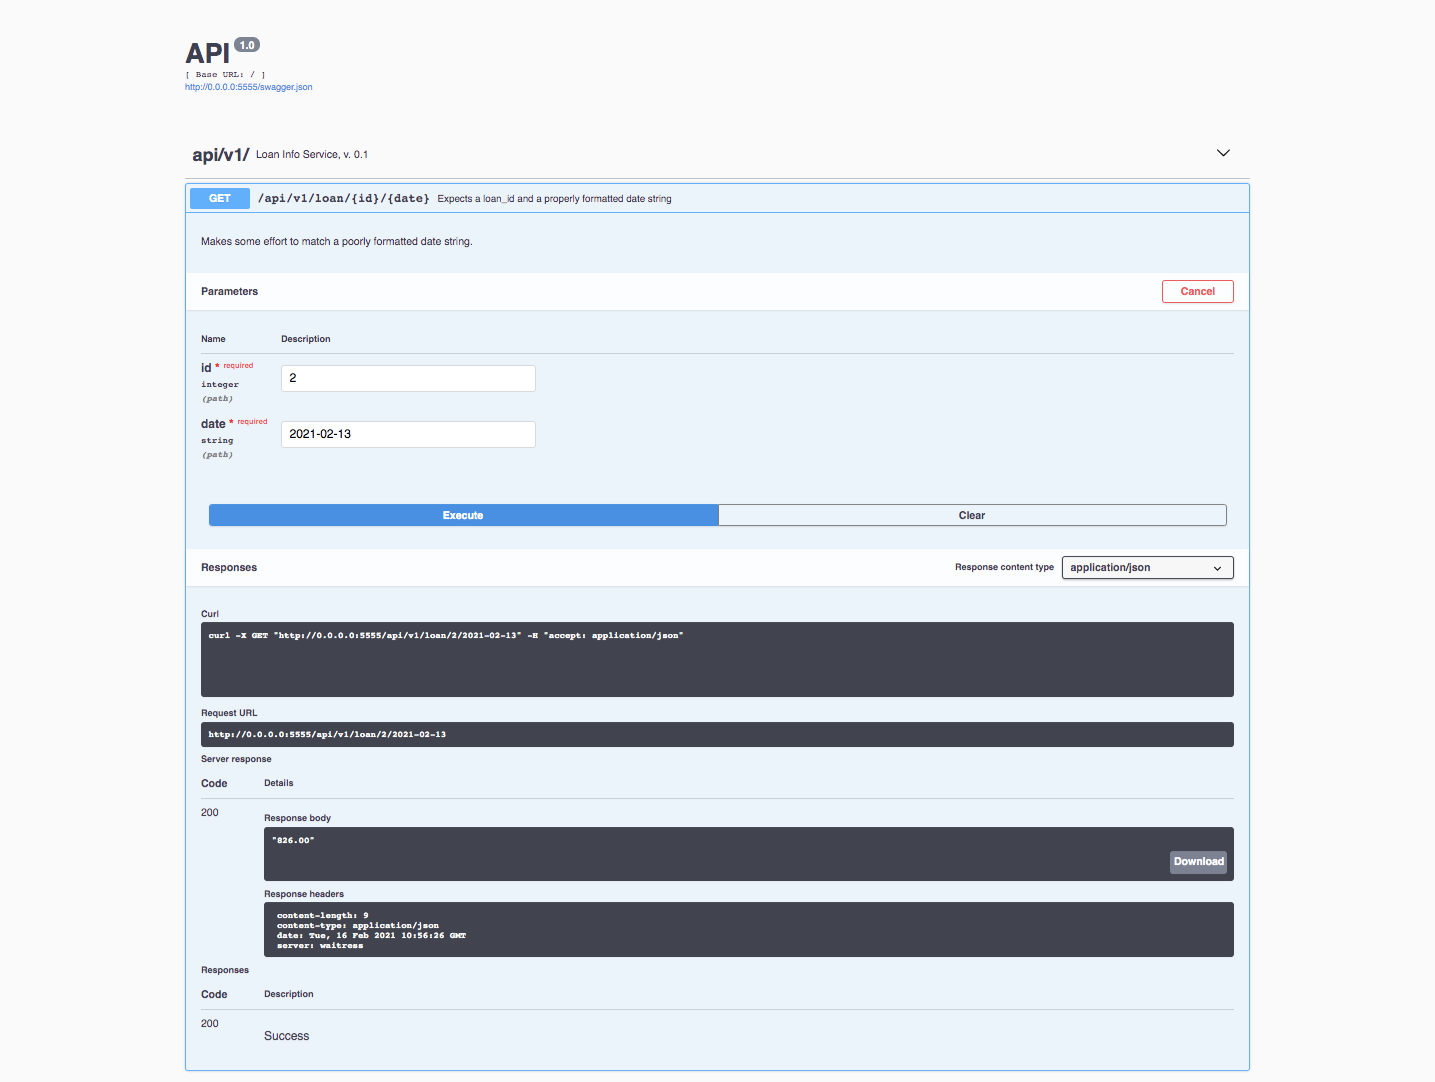 API 1.0
[ Base URL: / ]
http://0.0.0.0:5555/swagger.json
api/v1/ Loan Info Service, v. 0.1
GET /api/v1/loan/{id}/{date} Expects a loan_id and a properly formatted date string
Makes some effort to match a poorly formatted date string.
Parameters Cancel
Name Description
id * required
integer
(path)
2
date * required
string
(path)
2021-02-13
Execute Clear
Responses Response content type application/json
Curl
curl -X GET "http://0.0.0.0:5555/api/v1/loan/2/2021-02-13" -H "accept: application/json"
Request URL
http://0.0.0.0:5555/api/v1/loan/2/2021-02-13
Server response
Code Details
200
Response body
"826.00"
Download
Response headers
content-length: 9
content-type: application/json
date: Tue, 16 Feb 2021 10:56:26 GMT
server: waitress
Responses
Code Description
200
Success